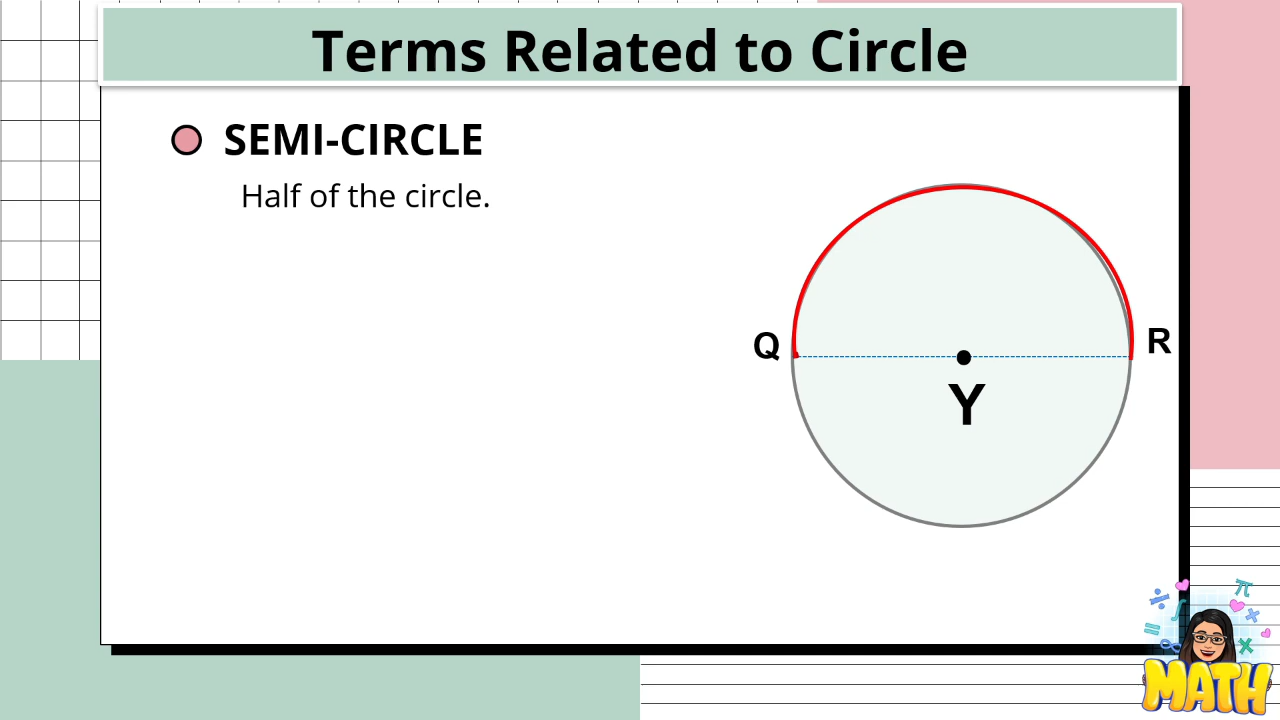 Terms Related to Circle
SEMI-CIRCLE
Half of the circle.
Q
R
Y
÷
π
∫
×
=
∞
×
MATH